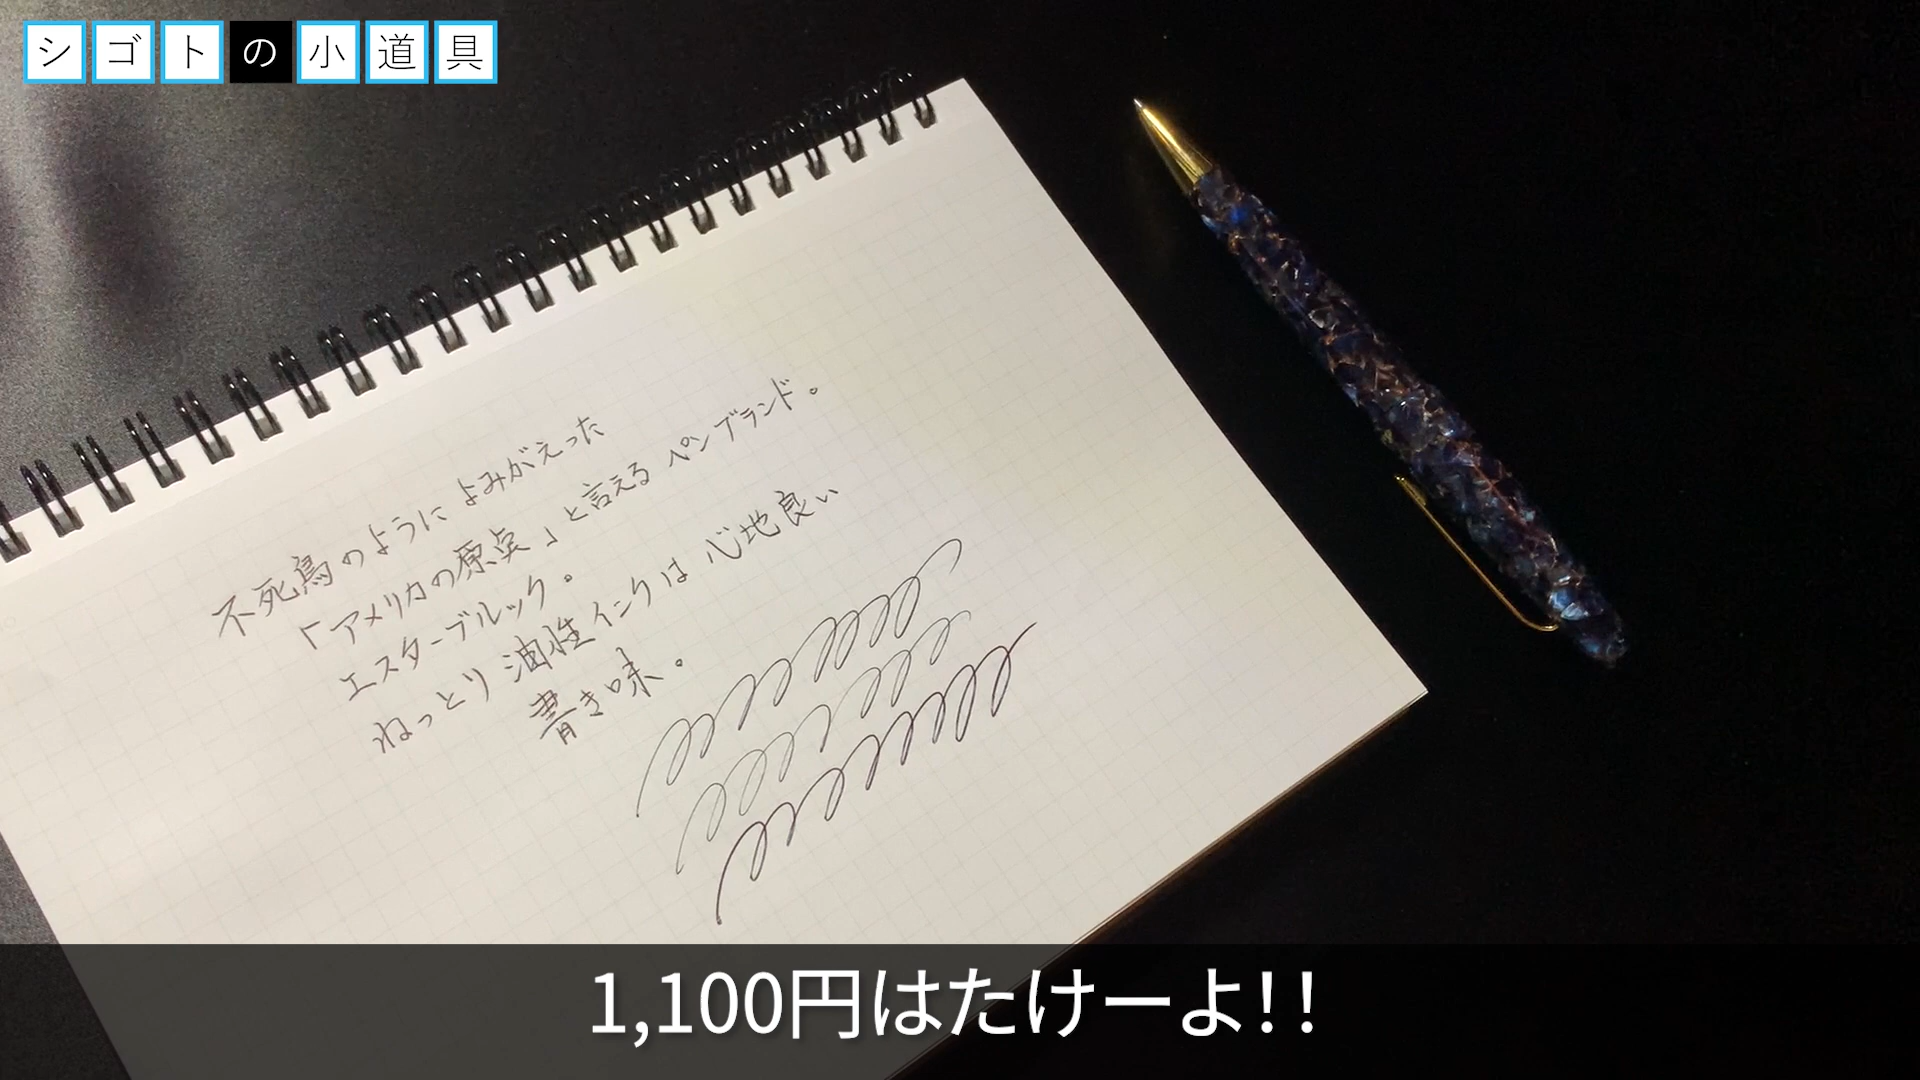 シゴトの小道具
不死鳥のようによみがえった
「アメリカの原点」と言えるペンブランド。
エスターブルック。
ねっとり油性インクは心地良い
書き味。
1,100円はたけーよ!!